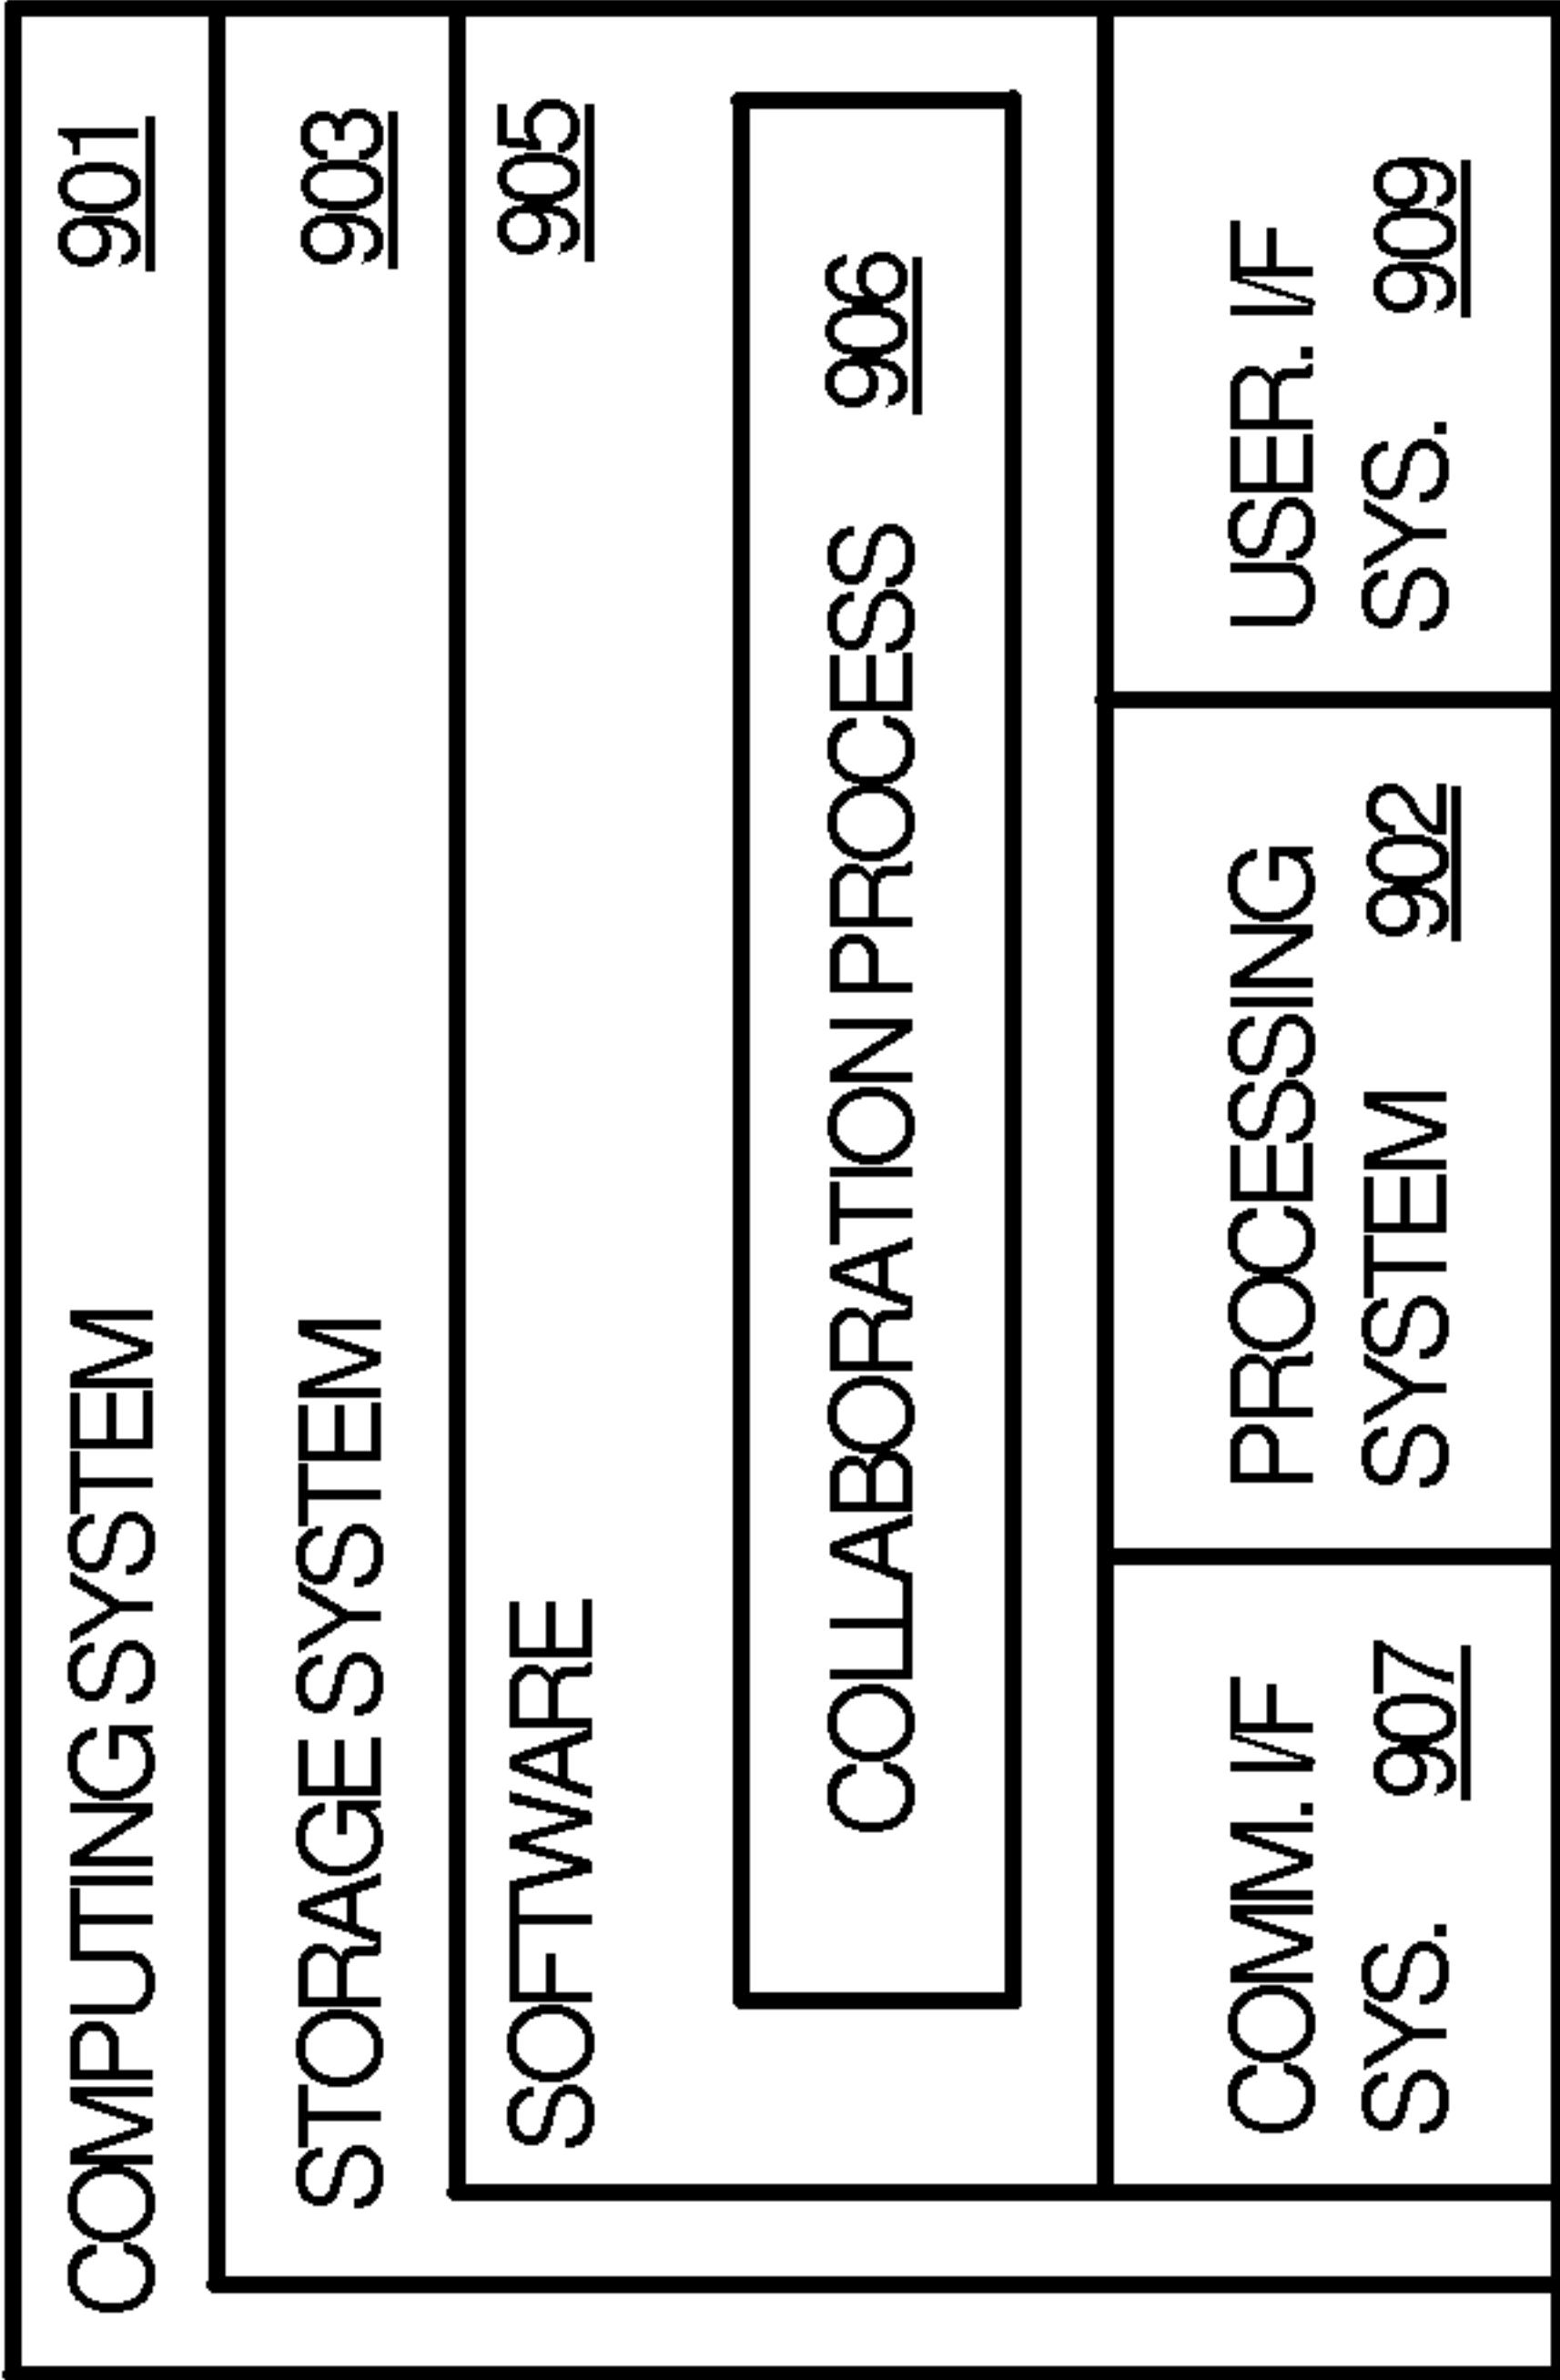 COMPUTING SYSTEM 901
STORAGE SYSTEM 903
SOFTWARE 905
COLLABORATION PROCESS 906
COMM. I/F
SYS. 907
PROCESSING
SYSTEM 902
USER. I/F
SYS. 909